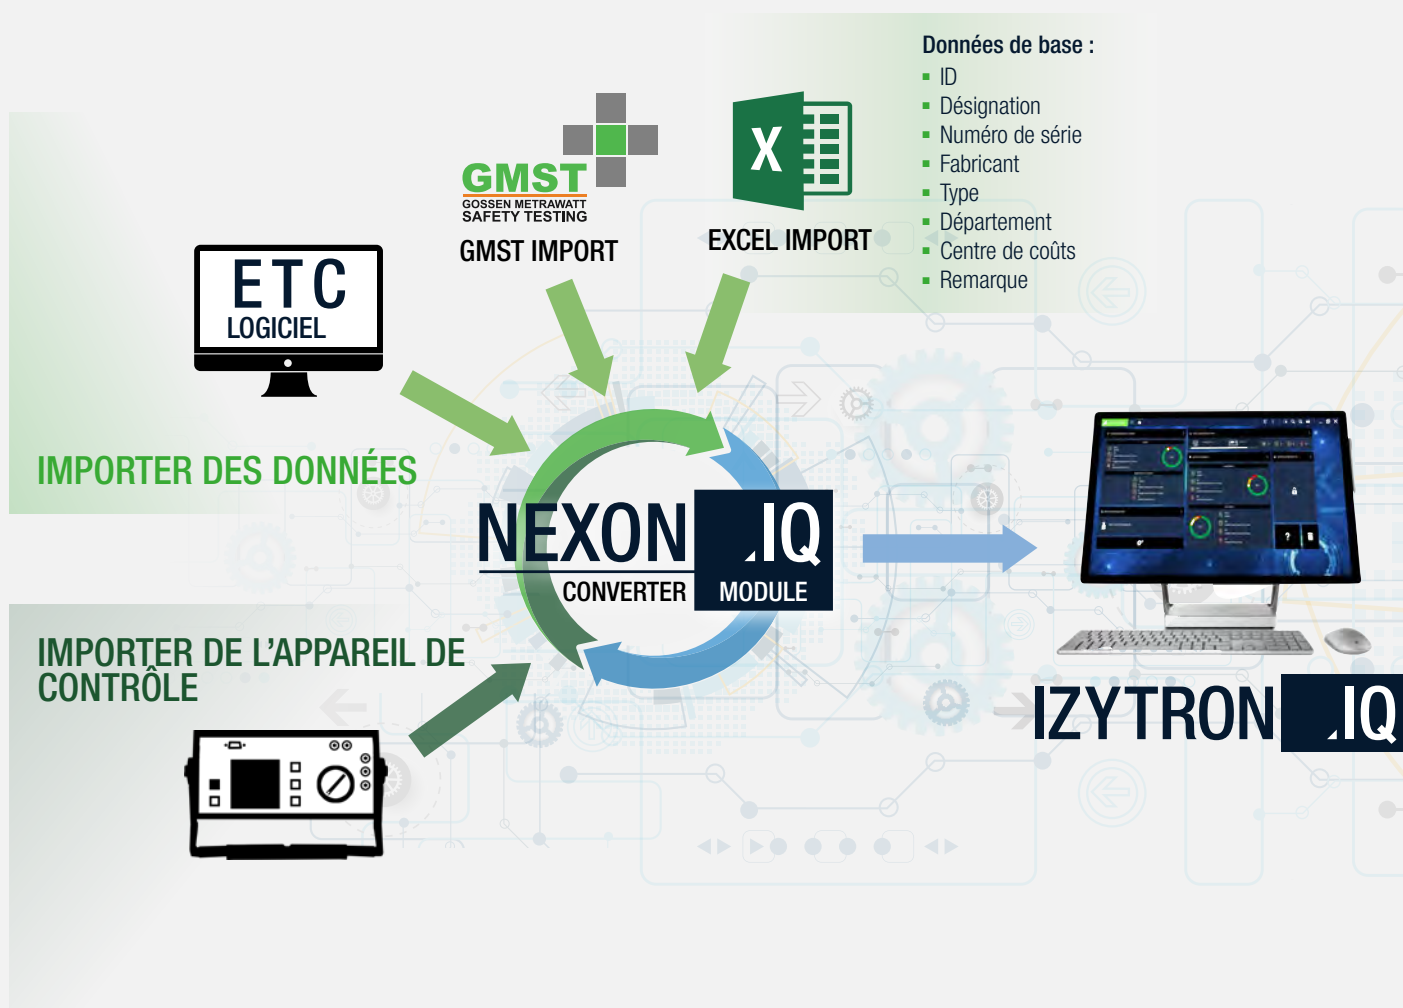 Données de base :
ID
Désignation
Numéro de série
Fabricant
Type
Département
Centre de coûts
Remarque
X
GMST
GOSSEN METRAWATT
SAFETY TESTING
GMST IMPORT
EXCEL IMPORT
ETC
LOGICIEL
IMPORTER DES DONNÉES
NEXON .IQ
CONVERTER MODULE
IMPORTER DE L'APPAREIL DE
CONTRÔLE
?
IZYTRON .IQ